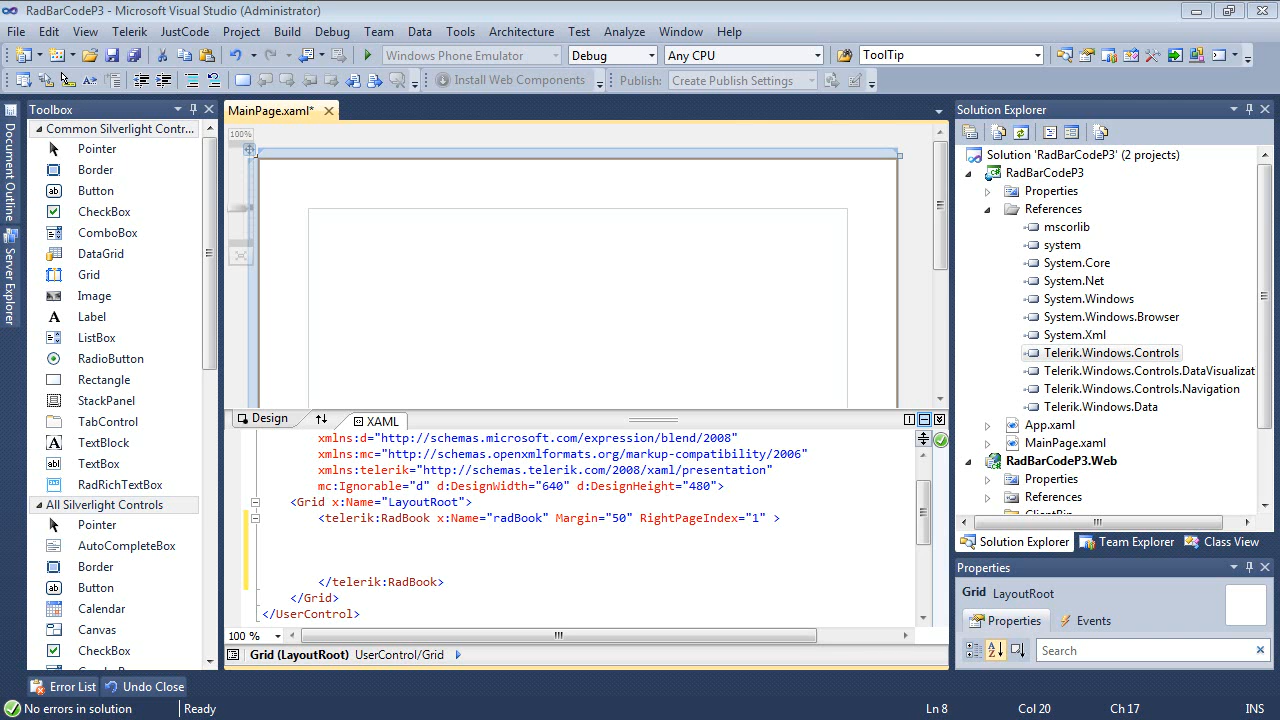 RadBarCodeP3 - Microsoft Visual Studio (Administrator)
File Edit View Telerik JustCode Project Build Debug Team Data Tools Architecture Test Analyze Window Help
Windows Phone Emulator Debug Any CPU ToolTip
Install Web Components Publish: Create Publish Settings
Document Outline
Server Explorer
Toolbox
Common Silverlight Contr...
Pointer
Border
Button
CheckBox
ComboBox
DataGrid
Grid
Image
Label
ListBox
RadioButton
Rectangle
StackPanel
TabControl
TextBlock
TextBox
RadRichTextBox
All Silverlight Controls
Pointer
AutoCompleteBox
Border
Button
Calendar
Canvas
CheckBox
MainPage.xaml*
100%
Design XAML
xmlns:d="http://schemas.microsoft.com/expression/blend/2008"
xmlns:mc="http://schemas.openxmlformats.org/markup-compatibility/2006"
xmlns:telerik="http://schemas.telerik.com/2008/xaml/presentation"
mc:Ignorable="d" d:DesignWidth="640" d:DesignHeight="480">
<Grid x:Name="LayoutRoot">
<telerik:RadBook x:Name="radBook" Margin="50" RightPageIndex="1" >
</telerik:RadBook>
</Grid>
</UserControl>
100 %
Grid (LayoutRoot) UserControl/Grid
Solution Explorer
Solution 'RadBarCodeP3' (2 projects)
RadBarCodeP3
Properties
References
mscorlib
system
System.Core
System.Net
System.Windows
System.Windows.Browser
System.Xml
Telerik.Windows.Controls
Telerik.Windows.Controls.DataVisualizat
Telerik.Windows.Controls.Navigation
Telerik.Windows.Data
App.xaml
MainPage.xaml
RadBarCodeP3.Web
Properties
References
Solution Explorer Team Explorer Class View
Properties
Grid LayoutRoot
Properties Events
Search
Error List Undo Close
No errors in solution Ready Ln 8 Col 20 Ch 17 INS